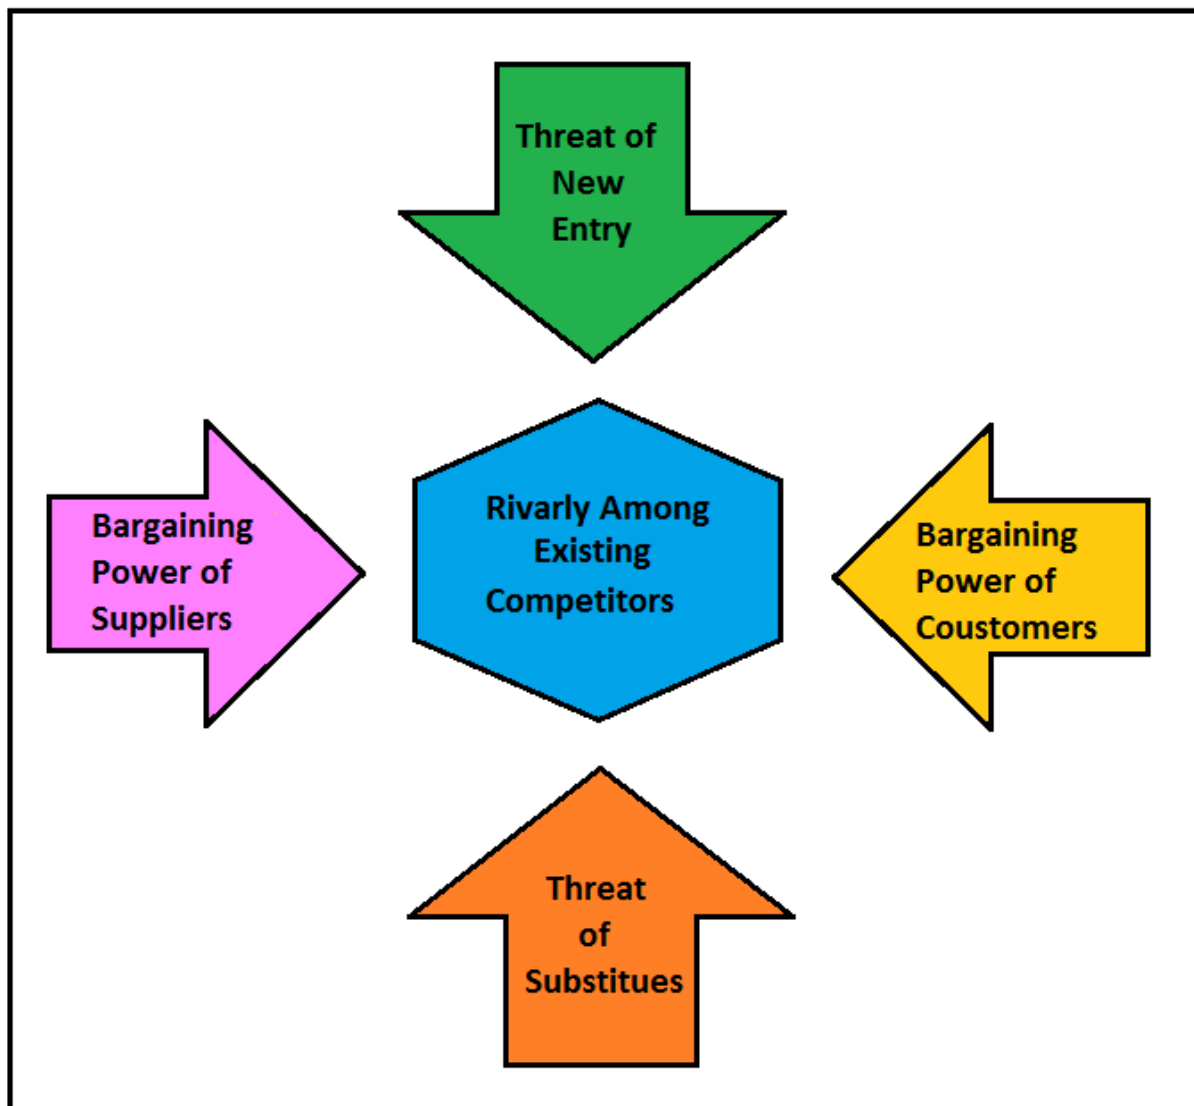 Threat of
New
Entry
Bargaining
Power of
Suppliers
Rivarly Among
Existing
Competitors
Bargaining
Power of
Coustomers
Threat
of
Substitues